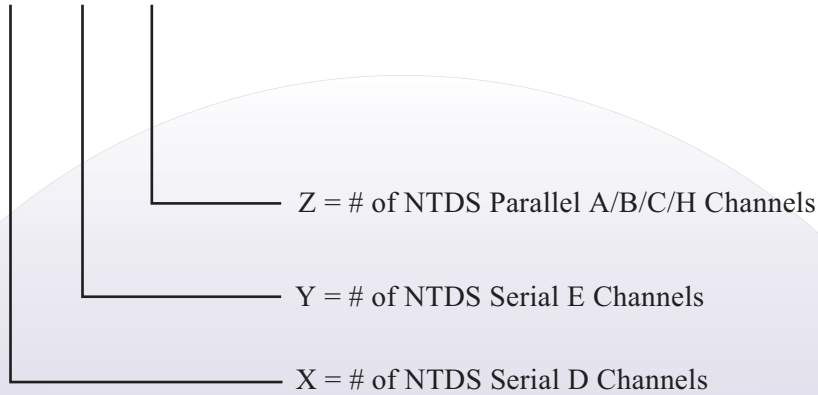 Z = # of NTDS Parallel A/B/C/H Channels
Y = # of NTDS Serial E Channels
X = # of NTDS Serial D Channels